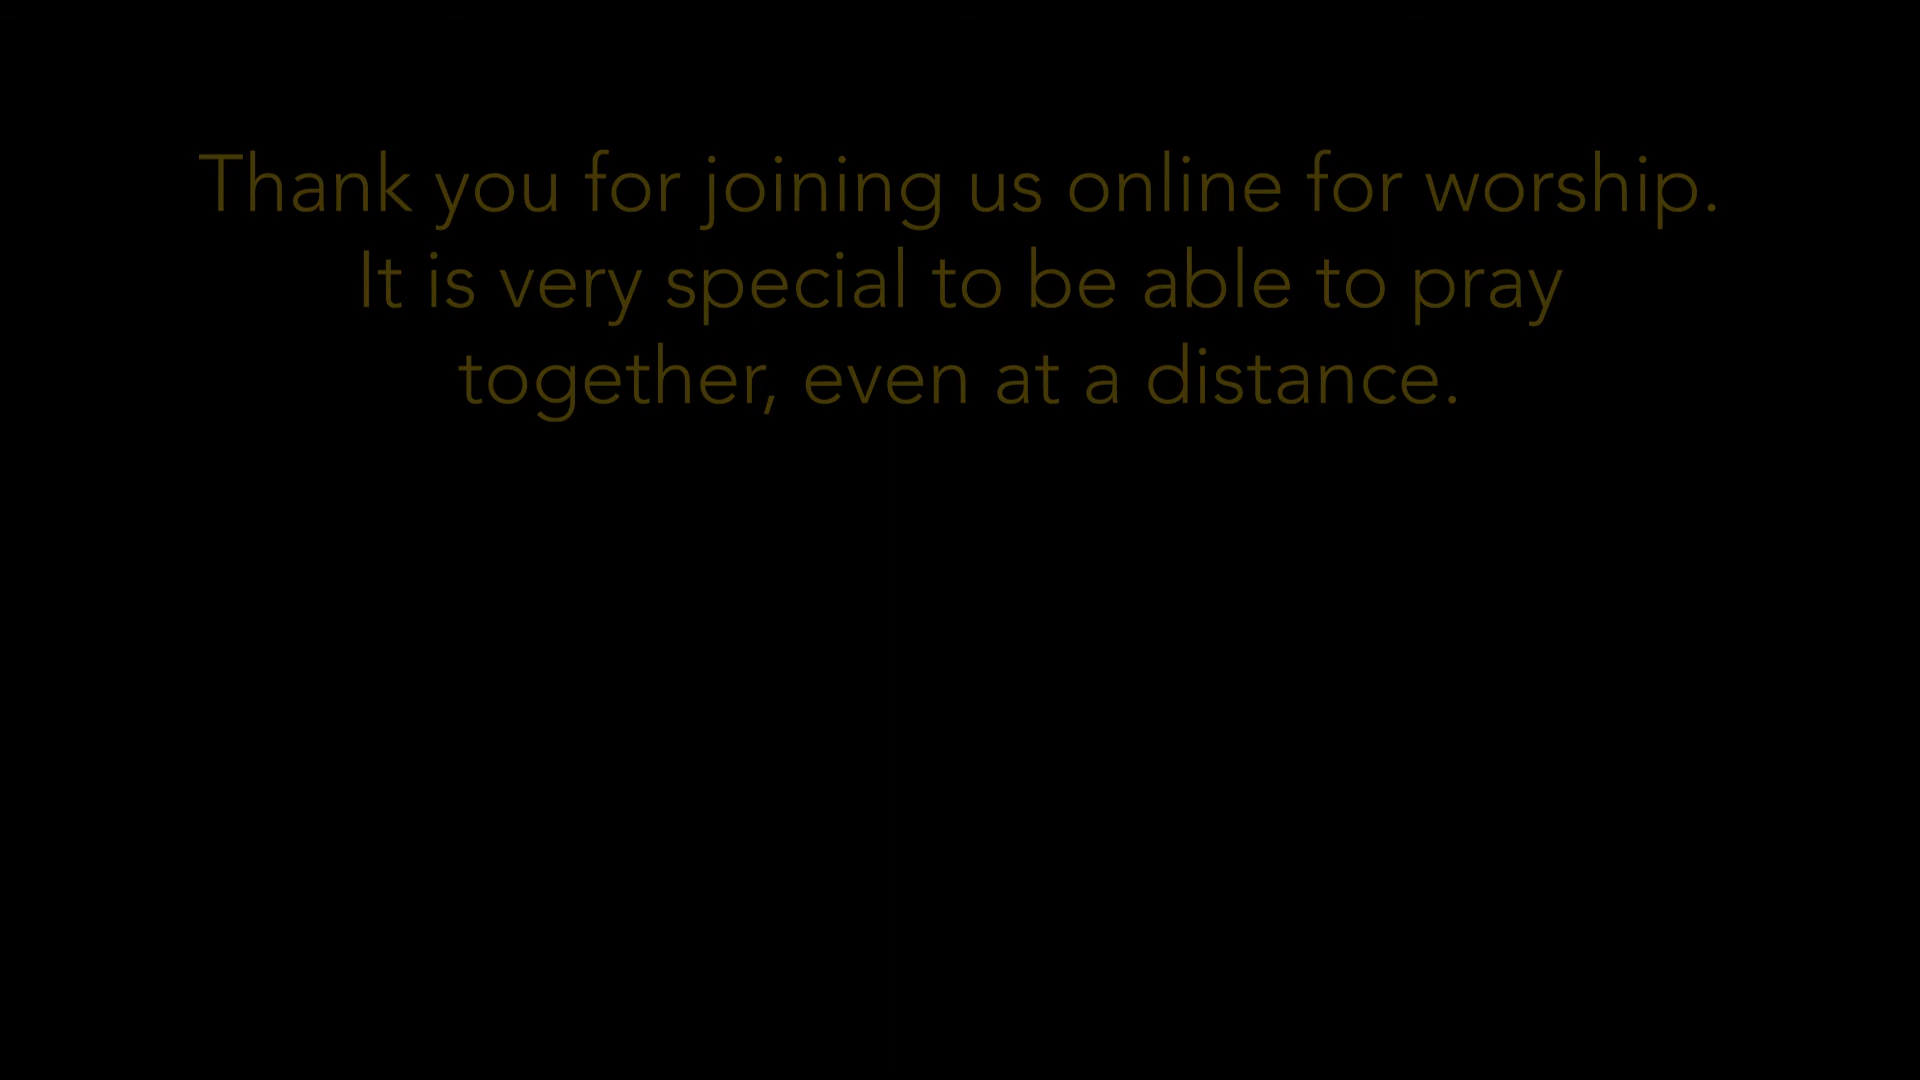 Thank you for joining us online for worship.
It is very special to be able to pray
together, even at a distance.